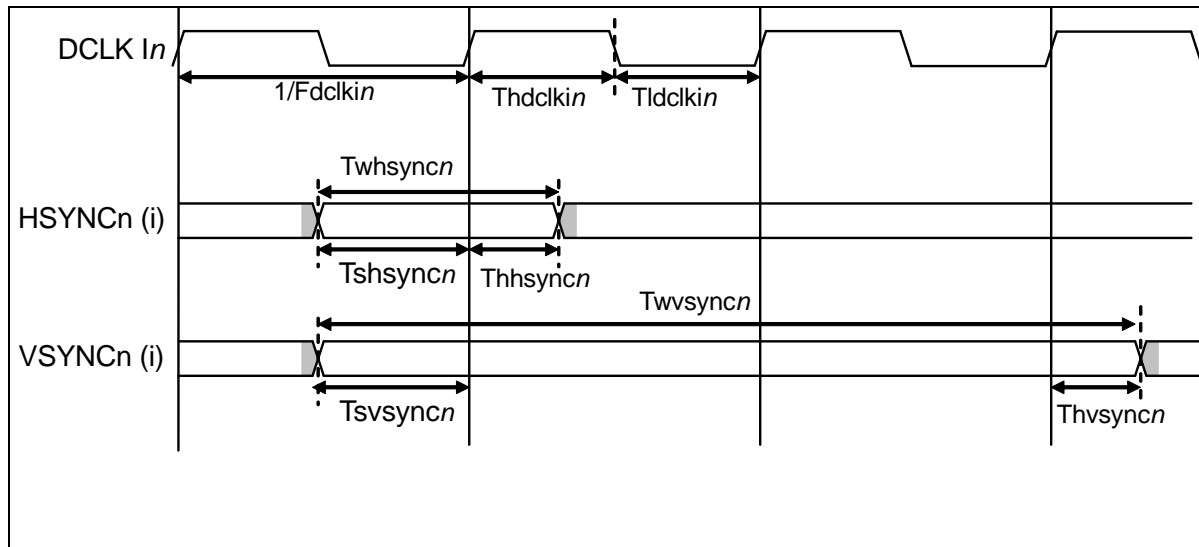 DCLK In
1/Fdclkin
Thdclkin
Tldclkin
Twhsyncn
HSYNCn (i)
Tshsyncn
Thhsyncn
Twvsyncn
VSYNCn (i)
Tsvsyncn
Thvsyncn